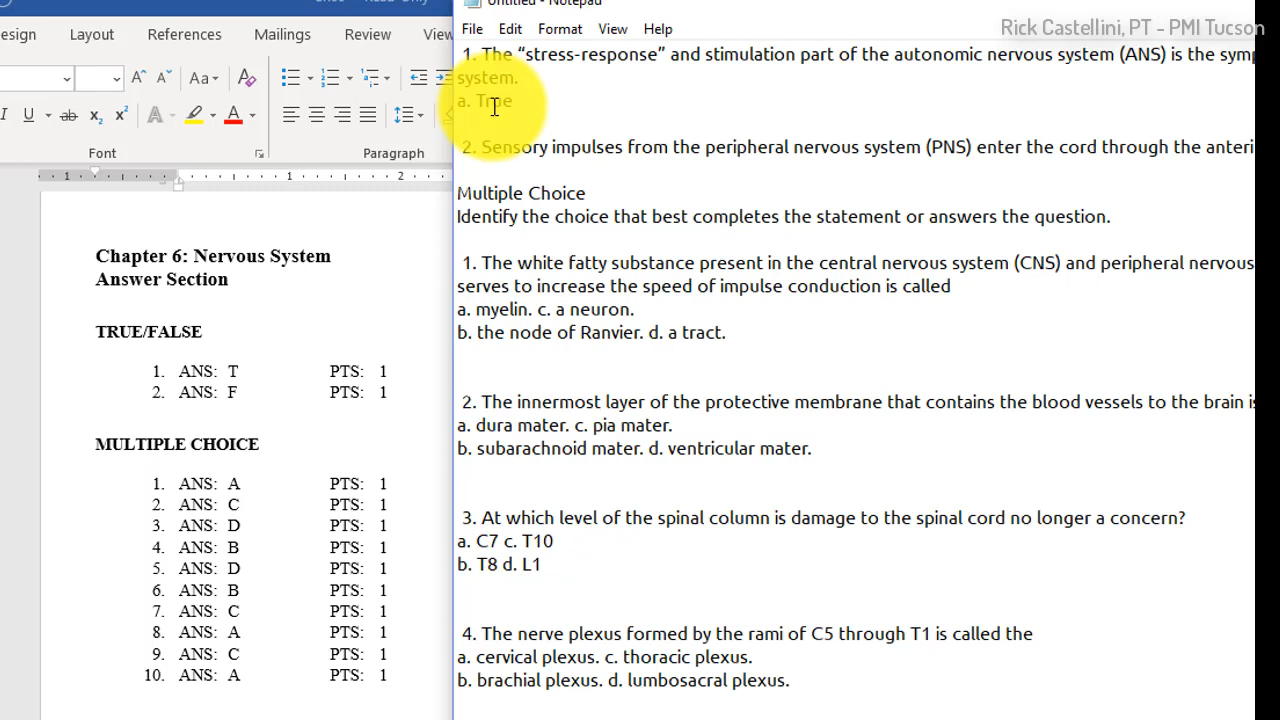 Untitled - Notepad
esign Layout References Mailings Review View
File Edit Format View Help
Rick Castellini, PT – PMI Tucson
Aa
I U ab x₂ x² A A
Font Paragraph
1 1 2
Chapter 6: Nervous System
Answer Section
TRUE/FALSE
1. ANS: T PTS: 1
2. ANS: F PTS: 1
MULTIPLE CHOICE
1. ANS: A PTS: 1
2. ANS: C PTS: 1
3. ANS: D PTS: 1
4. ANS: B PTS: 1
5. ANS: D PTS: 1
6. ANS: B PTS: 1
7. ANS: C PTS: 1
8. ANS: A PTS: 1
9. ANS: C PTS: 1
10. ANS: A PTS: 1
1. The “stress-response” and stimulation part of the autonomic nervous system (ANS) is the symp
system.
a. True
2. Sensory impulses from the peripheral nervous system (PNS) enter the cord through the anteri
Multiple Choice
Identify the choice that best completes the statement or answers the question.
1. The white fatty substance present in the central nervous system (CNS) and peripheral nervous
serves to increase the speed of impulse conduction is called
a. myelin. c. a neuron.
b. the node of Ranvier. d. a tract.
2. The innermost layer of the protective membrane that contains the blood vessels to the brain is
a. dura mater. c. pia mater.
b. subarachnoid mater. d. ventricular mater.
3. At which level of the spinal column is damage to the spinal cord no longer a concern?
a. C7 c. T10
b. T8 d. L1
4. The nerve plexus formed by the rami of C5 through T1 is called the
a. cervical plexus. c. thoracic plexus.
b. brachial plexus. d. lumbosacral plexus.